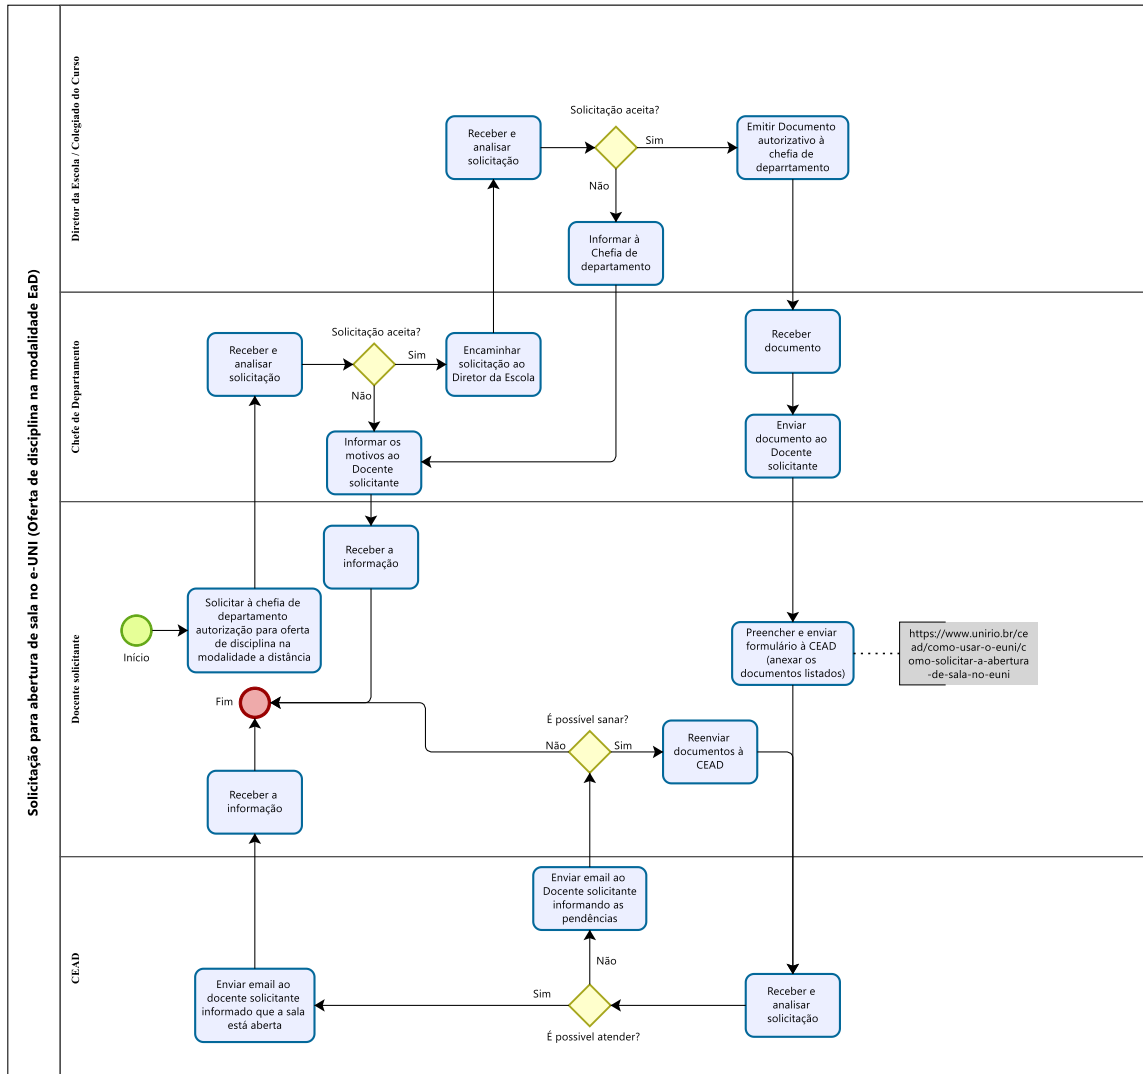 Solicitação para abertura de sala no e-UNI (Oferta de disciplina na modalidade EaD)
Diretor da Escola / Colegiado do Curso
Receber e
analisar
solicitação
Solicitação aceita?
Sim
Não
Emitir Documento
autorizativo à
chefia de
deparrtamento
Informar à
Chefia de
departamento
Chefe de Departamento
Receber e
analisar
solicitação
Solicitação aceita?
Sim
Não
Encaminhar
solicitação ao
Diretor da Escola
Informar os
motivos ao
Docente
solicitante
Receber
documento
Enviar
documento ao
Docente
solicitante
Docente solicitante
Início
Solicitar à chefia de
departamento
autorização para oferta
de disciplina na
modalidade a distância
Receber a
informação
Preencher e enviar
formulário à CEAD
(anexar os
documentos listados)
https://www.unirio.br/ce
ad/como-usar-o-euni/c
omo-solicitar-a-abertura
-de-sala-no-euni
Fim
É possível sanar?
Não
Sim
Reenviar
documentos à
CEAD
Receber a
informação
CEAD
Enviar email ao
Docente solicitante
informando as
pendências
Não
Sim
É possivel atender?
Enviar email ao
docente solicitante
informado que a sala
está aberta
Receber e
analisar
solicitação